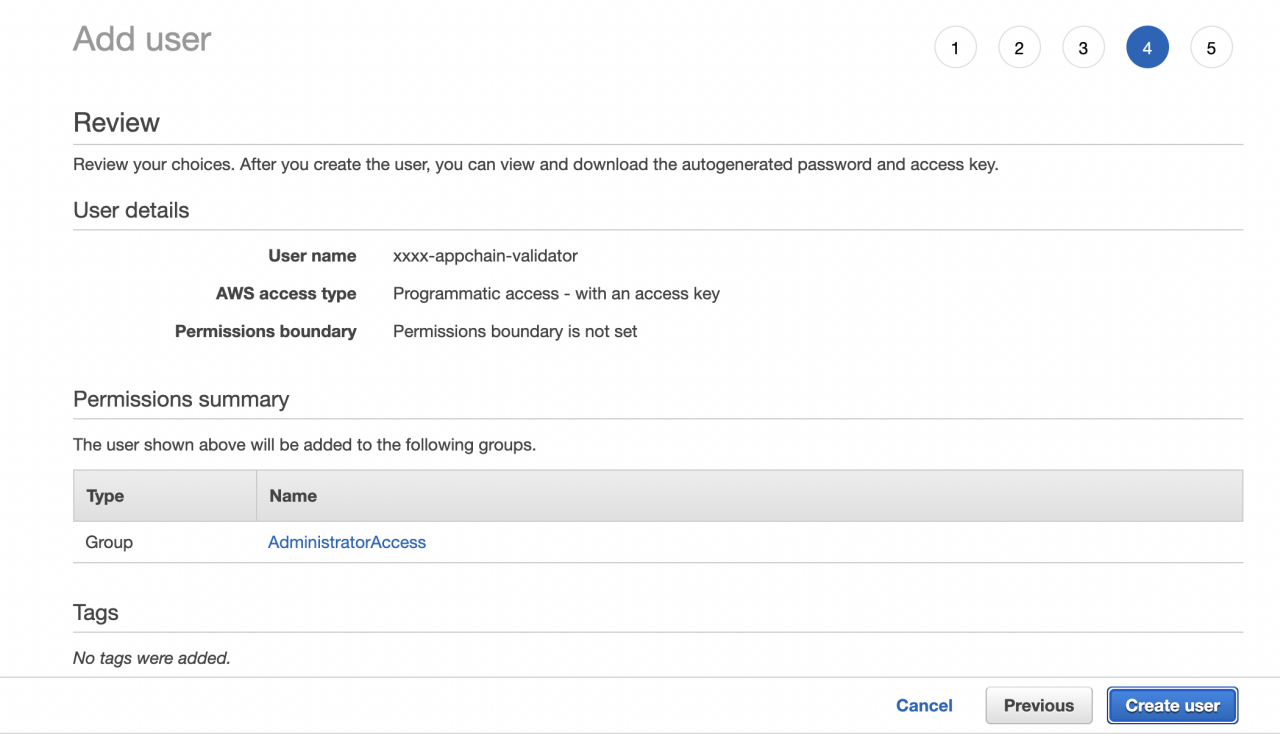 Add user
1 2 3 4 5
Review
Review your choices. After you create the user, you can view and download the autogenerated password and access key.
User details
User name xxxx-appchain-validator
AWS access type Programmatic access - with an access key
Permissions boundary Permissions boundary is not set
Permissions summary
The user shown above will be added to the following groups.
Type Name
Group AdministratorAccess
Tags
No tags were added.
Cancel Previous Create user